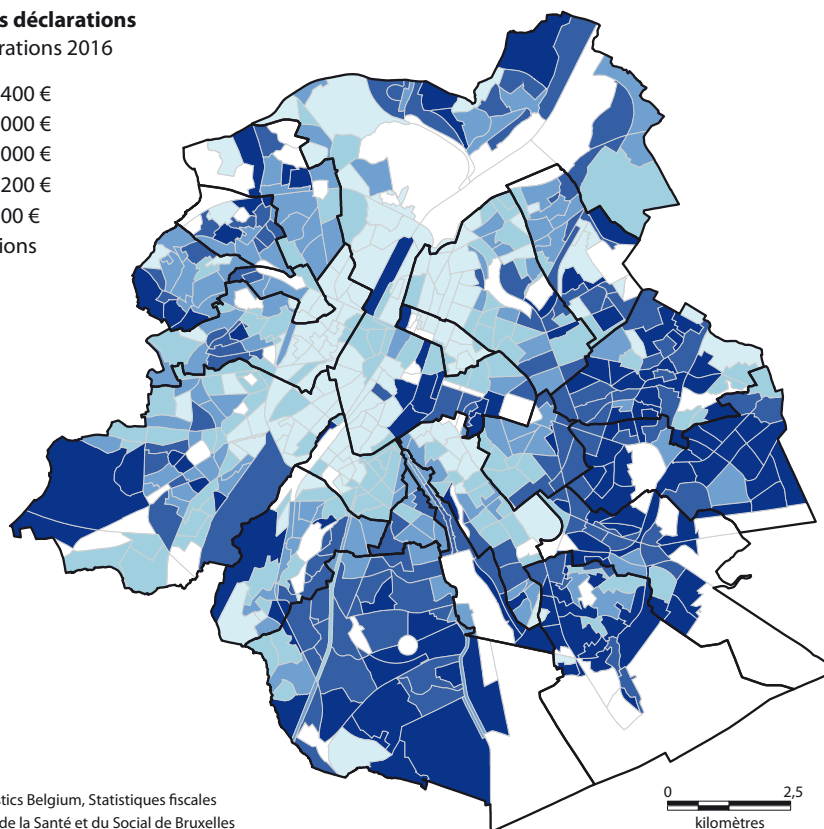 s déclarations
rations 2016
400 €
000 €
000 €
200 €
00 €
ions
stics Belgium, Statistiques fiscales
de la Santé et du Social de Bruxelles
0 2,5
kilomètres